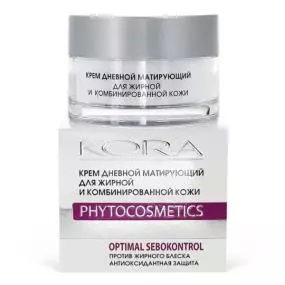 КРЕМ ДНЕВНОЙ МАТИРУЮЩИЙ
ДЛЯ ЖИРНОЙ
И КОМБИНИРОВАННОЙ КОЖИ
KORA
КРЕМ ДНЕВНОЙ МАТИРУЮЩИЙ
ДЛЯ ЖИРНОЙ
И КОМБИНИРОВАННОЙ КОЖИ
PHYTOCOSMETICS
OPTIMAL SEBOKONTROL
ПРОТИВ ЖИРНОГО БЛЕСКА
АНТИОКСИДАНТНАЯ ЗАЩИТА